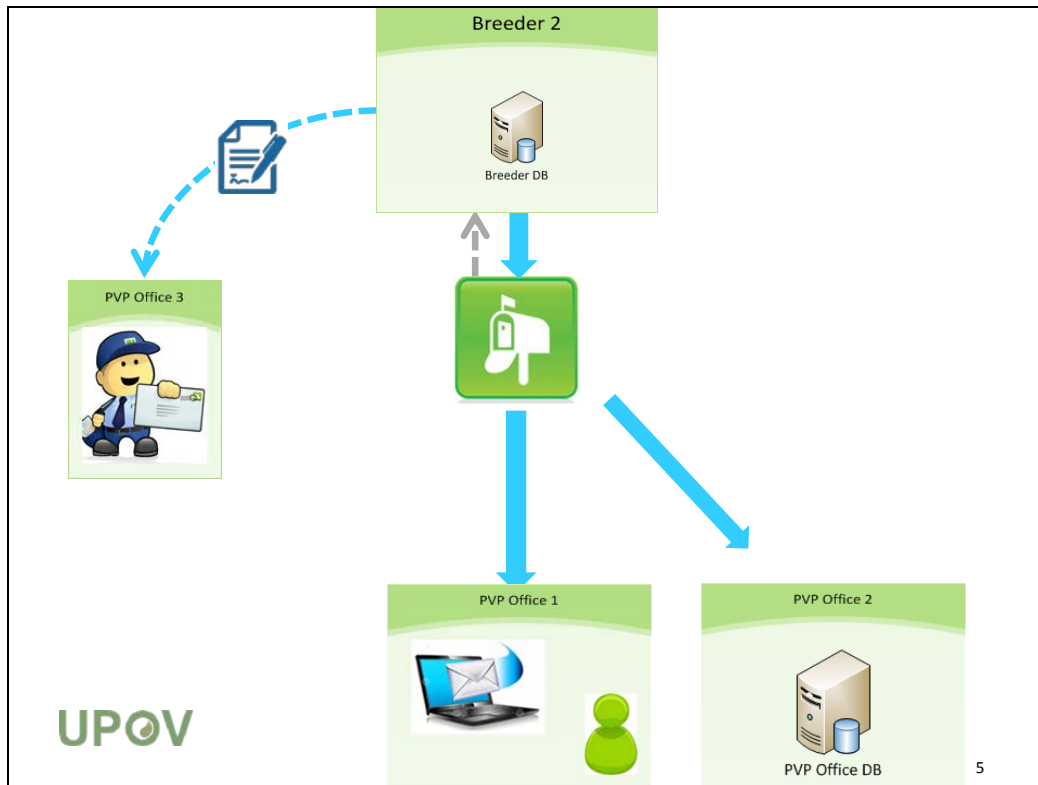 Breeder 2
Breeder DB
PVP Office 3
PVP Office 1
PVP Office 2
PVP Office DB
UPOV
5